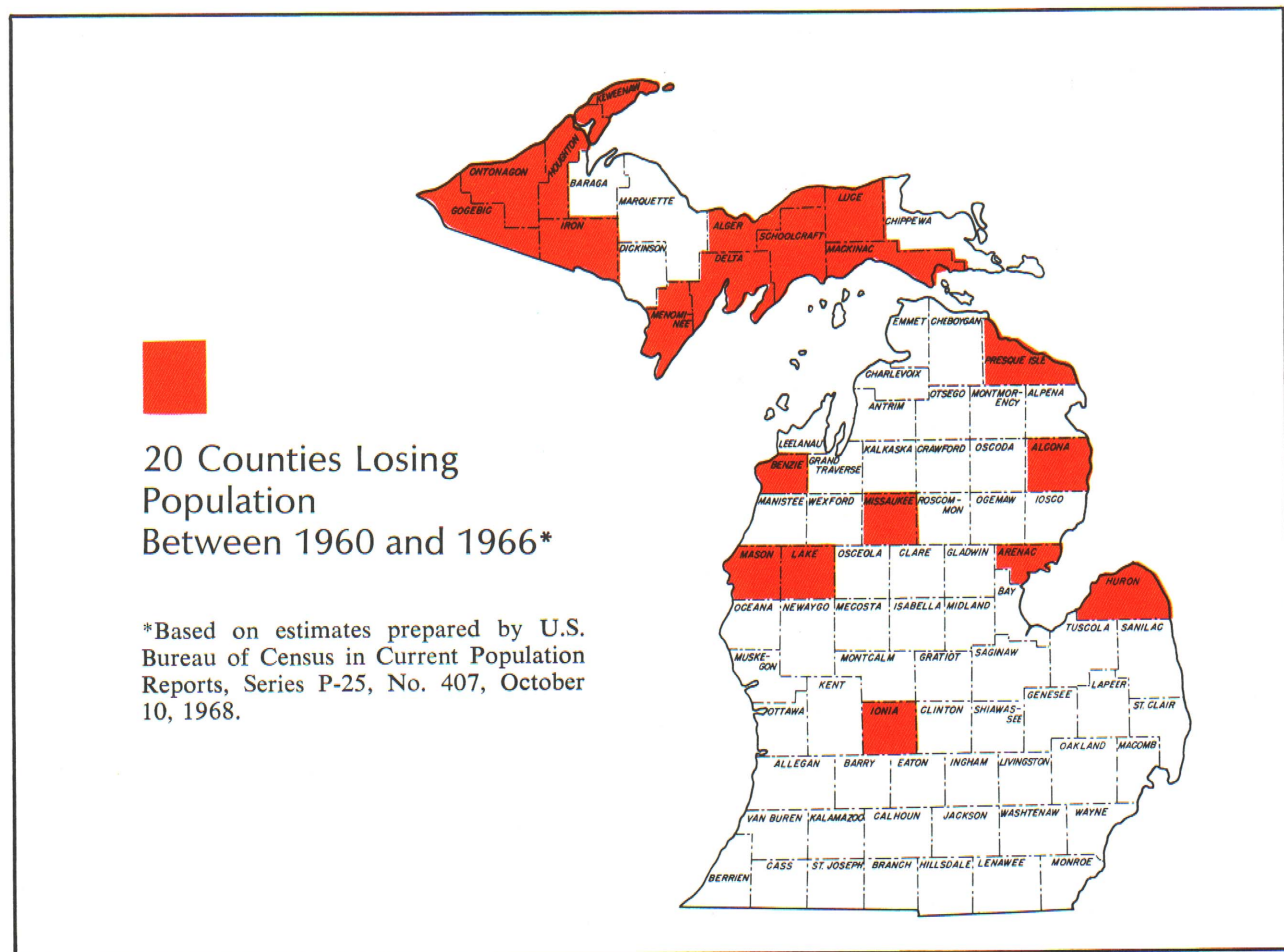 KEWEENAW
HOUGHTON
ONTONAGON
BARAGA
GOGEBIC
MARQUETTE
LUCE
IRON
ALGER
SCHOOLCRAFT
CHIPPEWA
DICKINSON
DELTA
MACKINAC
MENOMI-
NEE
EMMET CHEBOYGAN
PRESQUE ISLE
CHARLEVOIX
OTSEGO MONTMOR-
ENCY
ALPENA
ANTRIM
LEELANAU
KALKASKA CRAWFORD OSCODA ALCONA
BENZIE GRAND
TRAVERSE
MANISTEE WEXFORD MISSAUKEE ROSCOM-
MON
OGEMAW IOSCO
MASON LAKE OSCEOLA CLARE GLADWIN ARENAC
HURON
BAY
OCEANA NEWAYGO MECOSTA ISABELLA MIDLAND
TUSCOLA SANILAC
MUSKE-
GON
MONTCALM GRATIOT SAGINAW
KENT
GENESEE LAPEER
OTTAWA IONIA CLINTON SHIAWAS-
SEE
ST. CLAIR
OAKLAND MACOMB
ALLEGAN BARRY EATON INGHAM LIVINGSTON
VAN BUREN KALAMAZOO CALHOUN JACKSON WASHTENAW WAYNE
BERRIEN CASS ST. JOSEPH BRANCH HILLSDALE LENAWEE MONROE
20 Counties Losing
Population
Between 1960 and 1966*
*Based on estimates prepared by U.S.
Bureau of Census in Current Population
Reports, Series P-25, No. 407, October
10, 1968.